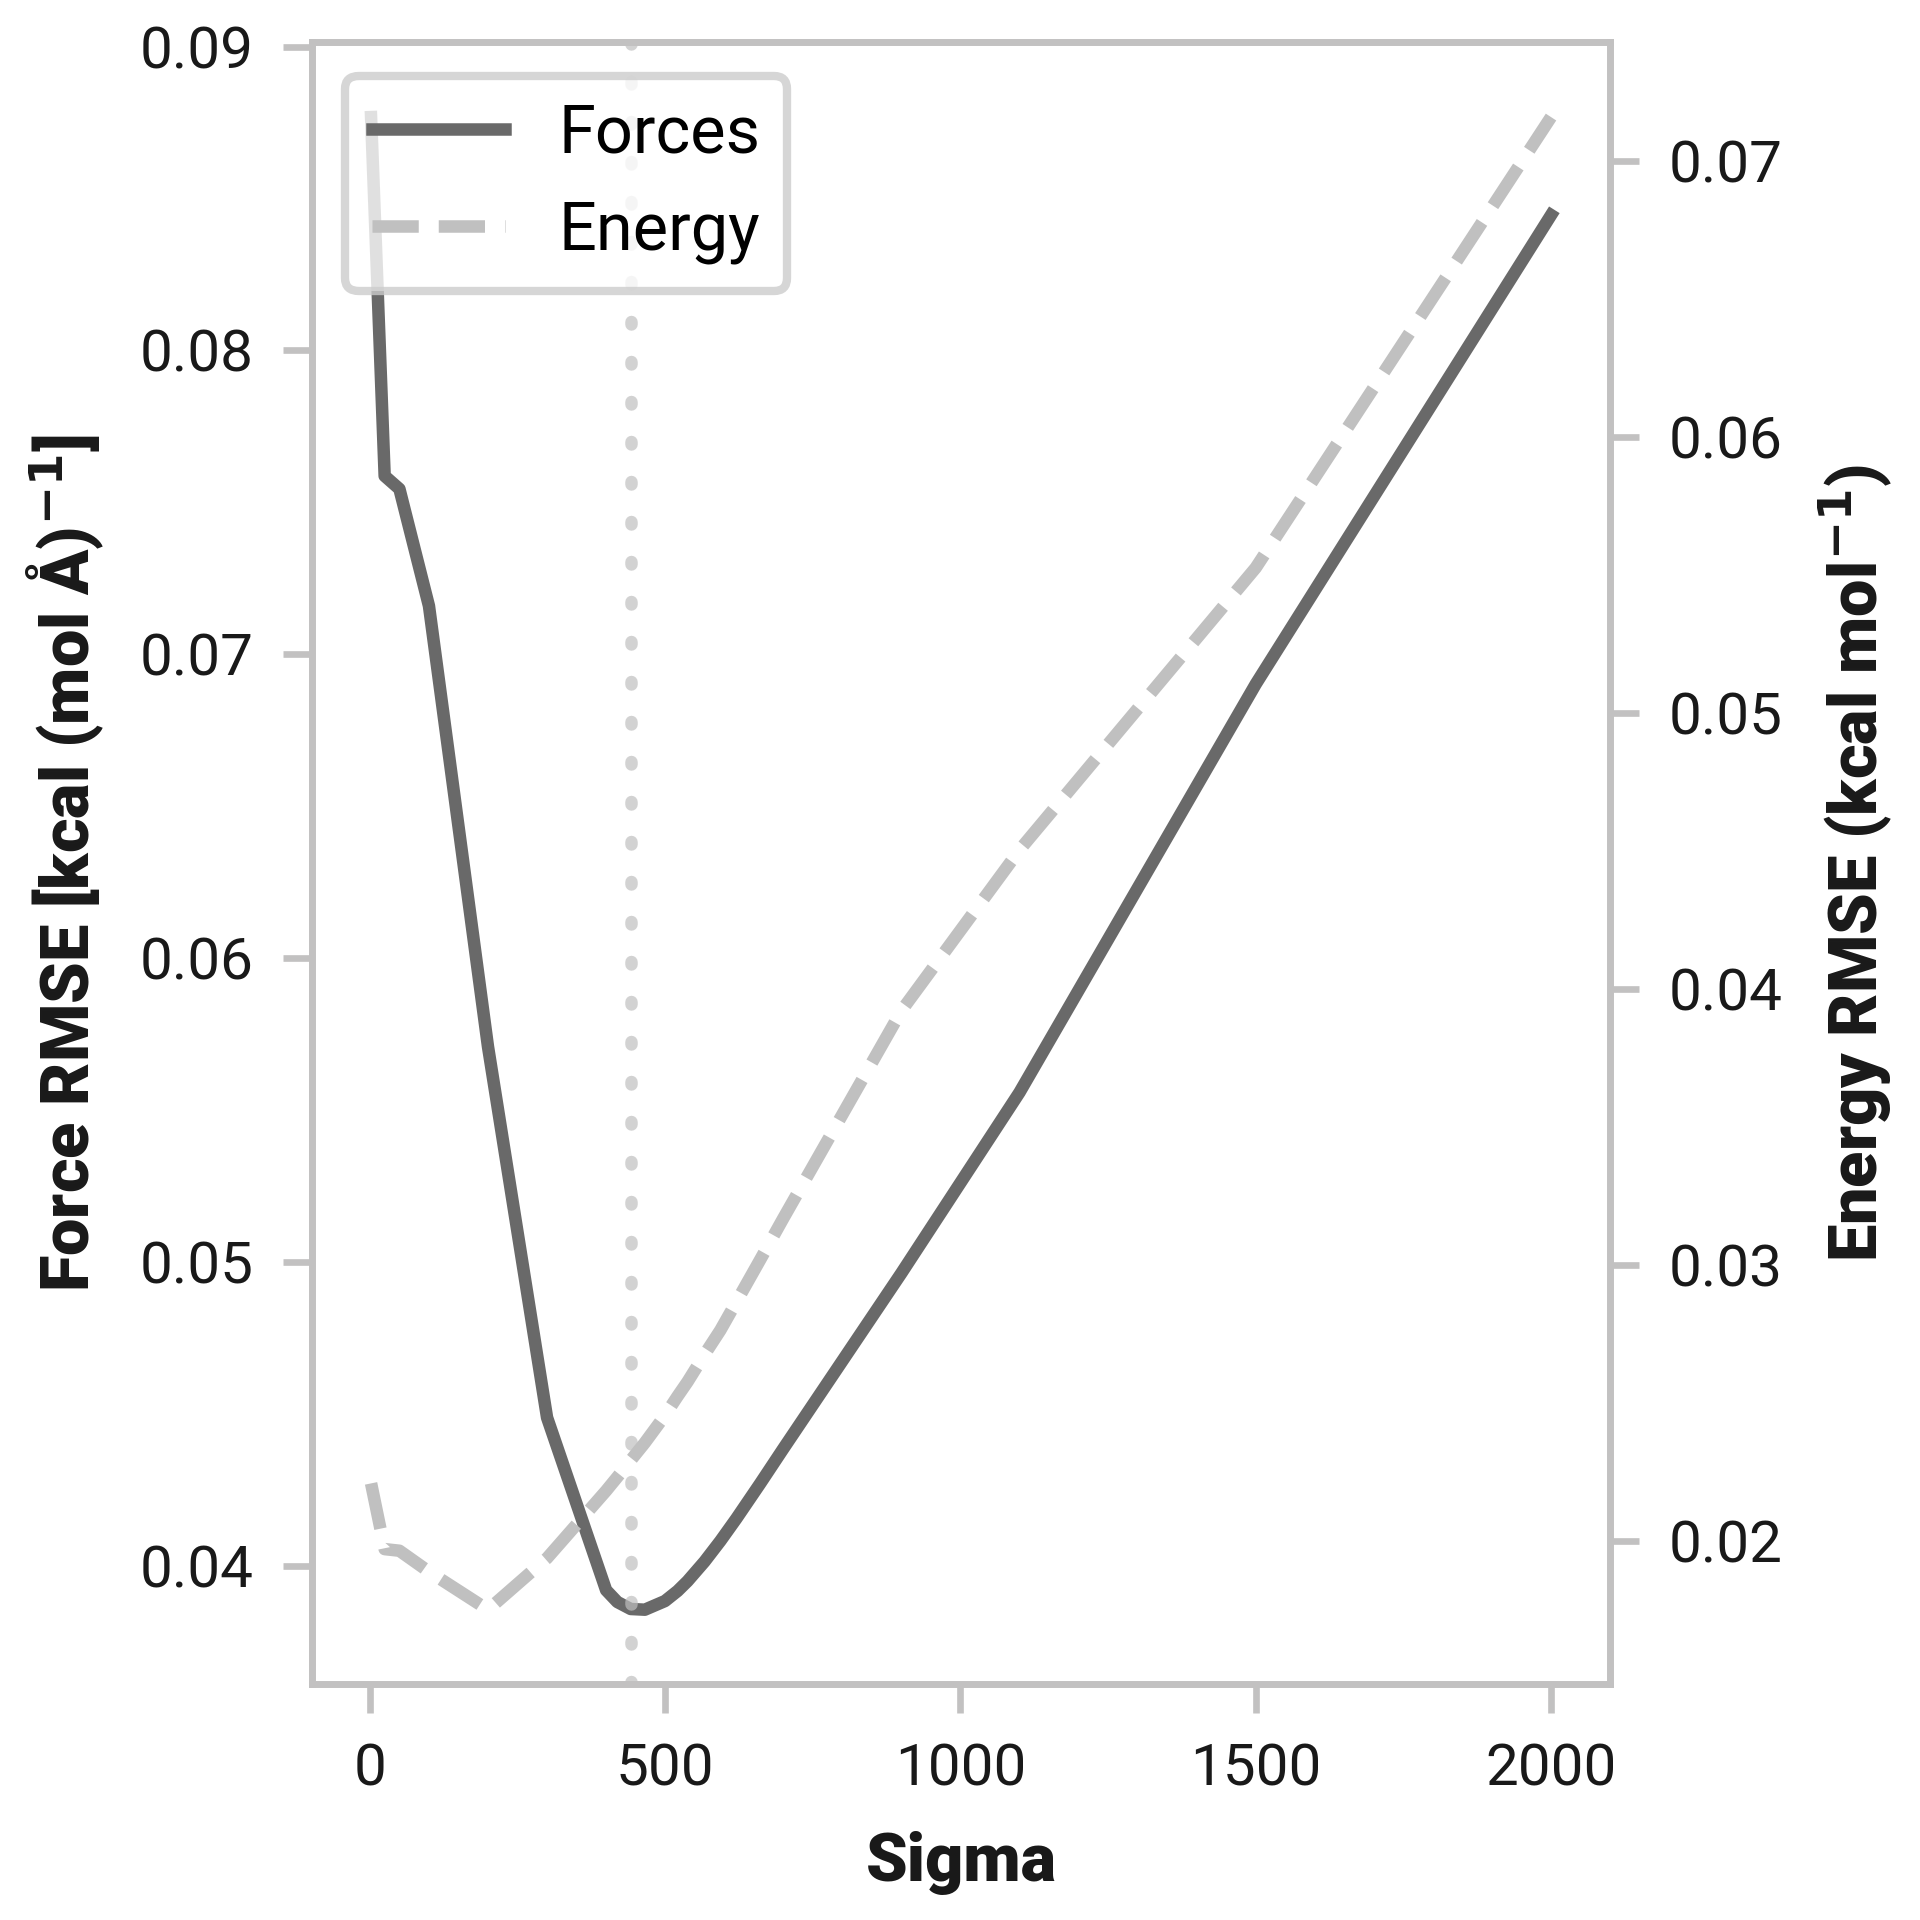 Forces
Energy
0.09
0.08
0.07
0.06
0.05
0.04
Force RMSE [kcal (mol Å)⁻¹]
0.07
0.06
0.05
0.04
0.03
0.02
Energy RMSE (kcal mol⁻¹)
0 500 1000 1500 2000
Sigma